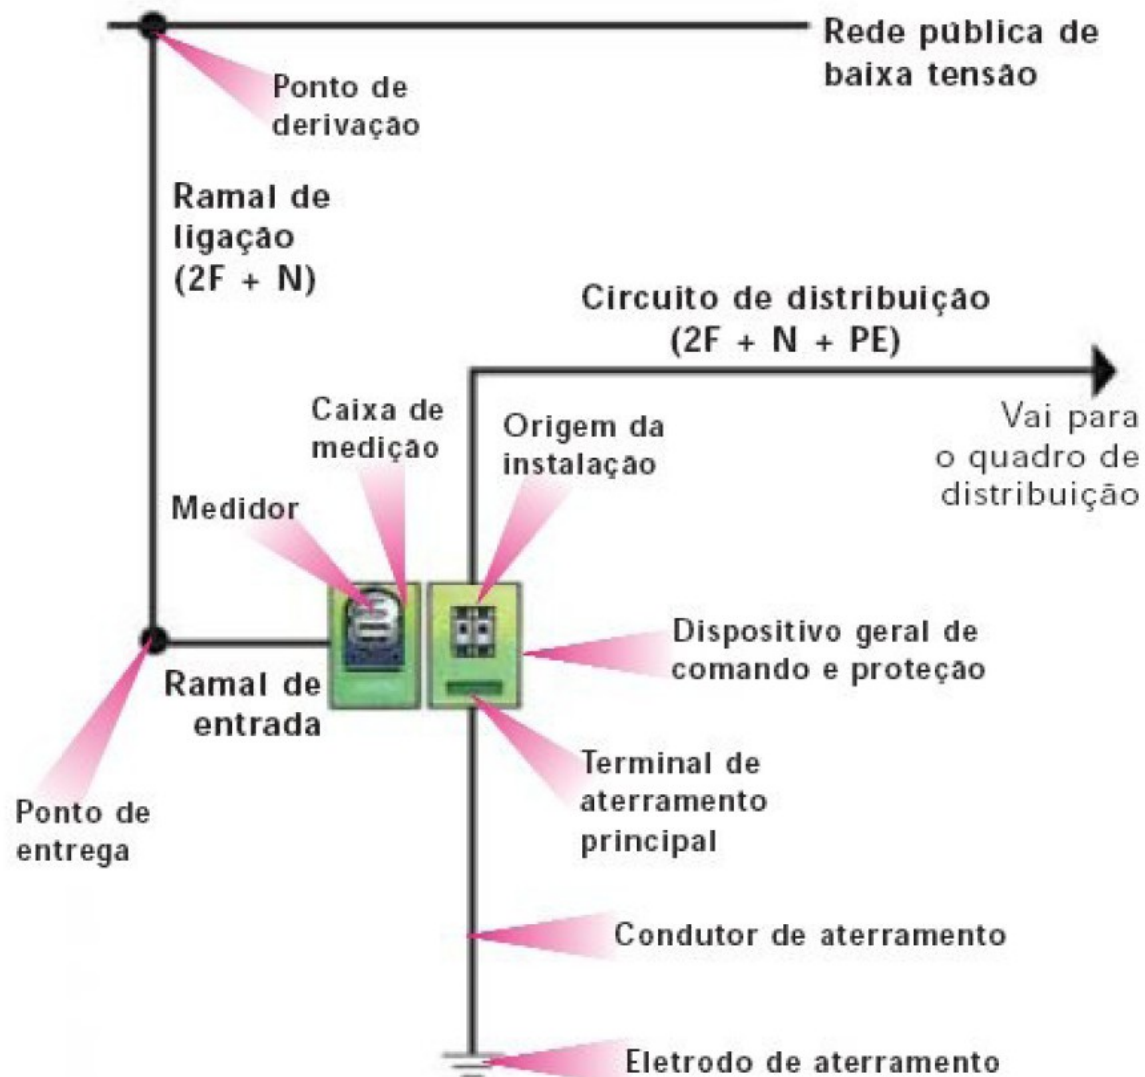 Rede pública de
baixa tensão
Ponto de
derivação
Ramal de
ligação
(2F + N)
Circuito de distribuição
(2F + N + PE)
Vai para
o quadro de
distribuição
Caixa de
medição
Origem da
instalação
Medidor
Dispositivo geral de
comando e proteção
Ramal de
entrada
Terminal de
aterramento
principal
Ponto de
entrega
Condutor de aterramento
Eletrodo de aterramento